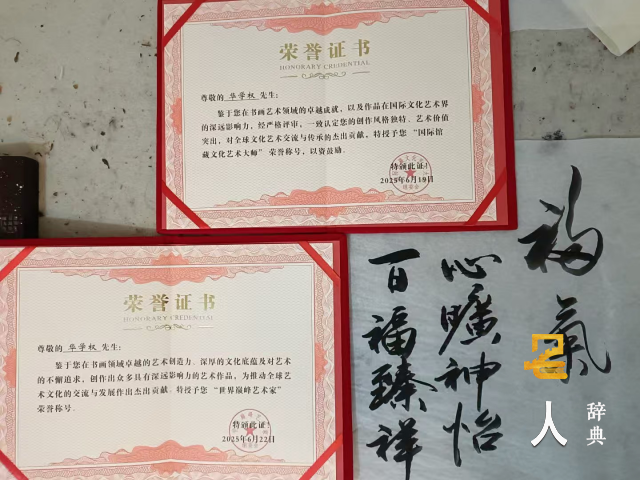 荣誉证书
HONORARY CREDENTIAL
尊敬的 华学权 先生:
鉴于您在书画艺术领域的卓越成就，以及作品在国际文化艺术界
的深远影响力，经严格评审，一致认定您的创作风格独特、艺术价值
突出，对全球文化艺术交流与传承的杰出贡献，特授予您“国际馆
藏文化艺术大师”荣誉称号，以资鼓励。
特颁此证!
2025年6月19日
荣誉证书
HONORARY CREDENTIAL
尊敬的 华学权 先生:
鉴于您在书画领域卓越的艺术创造力、深厚的文化底蕴及对艺术
的不懈追求，创作出众多具有深远影响力的艺术作品，为推动全球艺
术文化的交流与发展作出杰出贡献。特授予您“世界巅峰艺术家”
荣誉称号。
特颁此证!
2025年6月22日
福氣
心曠神怡
百福臻祥
名人
辞典